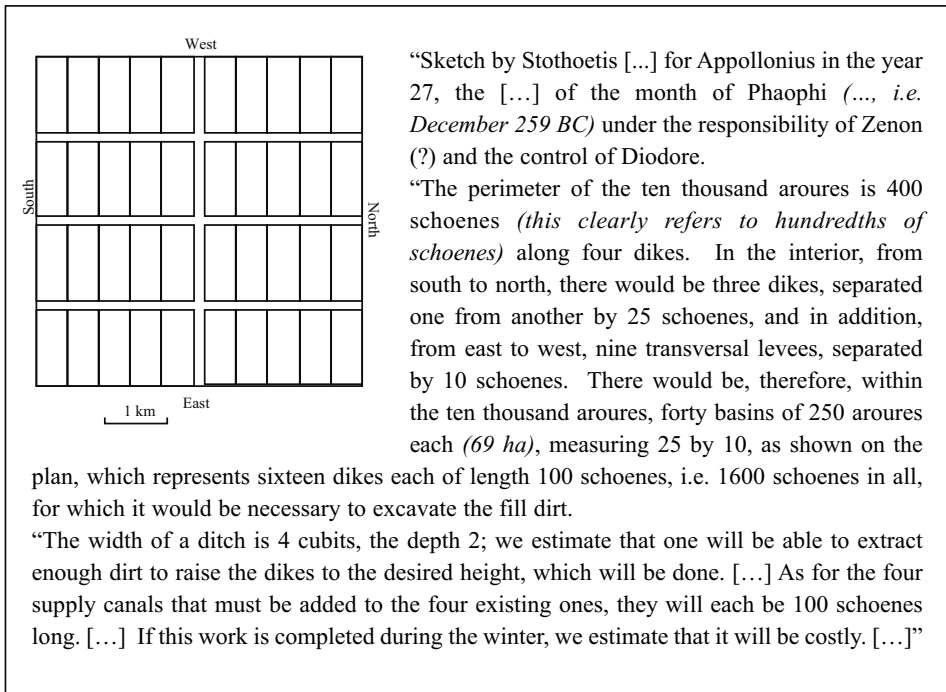 West
South
North
1 km
East
“Sketch by Stothoetis [...] for Appollonius in the year
27, the […] of the month of Phaophi (..., i.e.
December 259 BC) under the responsibility of Zenon
(?) and the control of Diodore.
“The perimeter of the ten thousand aroures is 400
schoenes (this clearly refers to hundredths of
schoenes) along four dikes. In the interior, from
south to north, there would be three dikes, separated
one from another by 25 schoenes, and in addition,
from east to west, nine transversal levees, separated
by 10 schoenes. There would be, therefore, within
the ten thousand aroures, forty basins of 250 aroures
each (69 ha), measuring 25 by 10, as shown on the
plan, which represents sixteen dikes each of length 100 schoenes, i.e. 1600 schoenes in all,
for which it would be necessary to excavate the fill dirt.
“The width of a ditch is 4 cubits, the depth 2; we estimate that one will be able to extract
enough dirt to raise the dikes to the desired height, which will be done. […] As for the four
supply canals that must be added to the four existing ones, they will each be 100 schoenes
long. […] If this work is completed during the winter, we estimate that it will be costly. […]”